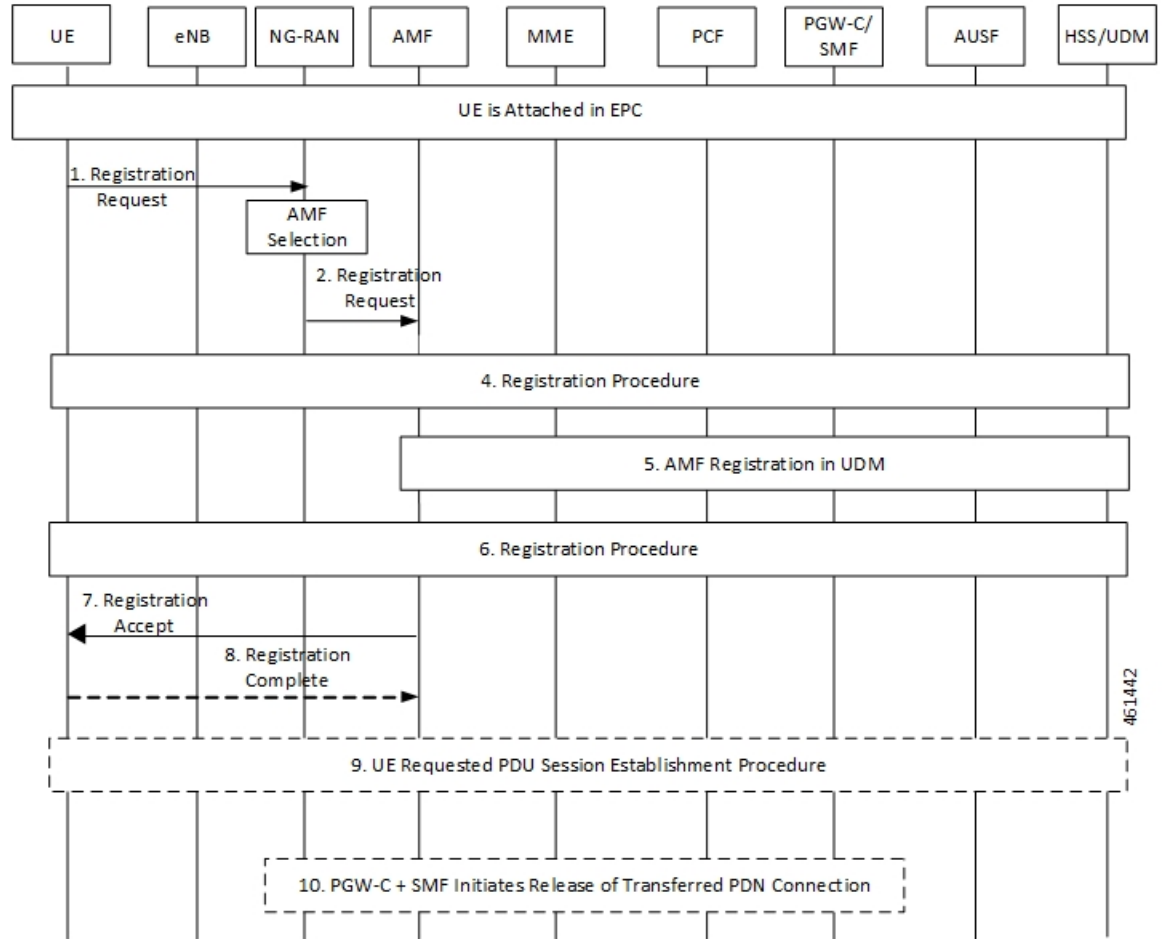 UE
eNB
NG-RAN
AMF
MME
PCF
PGW-C/
SMF
AUSF
HSS/UDM
UE is Attached in EPC
1. Registration
Request
AMF
Selection
2. Registration
Request
4. Registration Procedure
5. AMF Registration in UDM
6. Registration Procedure
7. Registration
Accept
8. Registration
Complete
461442
9. UE Requested PDU Session Establishment Procedure
10. PGW-C + SMF Initiates Release of Transferred PDN Connection